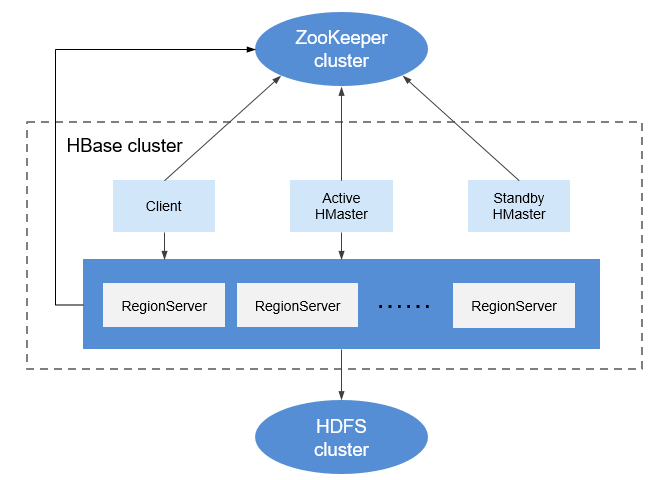 ZooKeeper
cluster
HBase cluster
Client
Active
HMaster
Standby
HMaster
RegionServer
RegionServer
......
RegionServer
HDFS
cluster